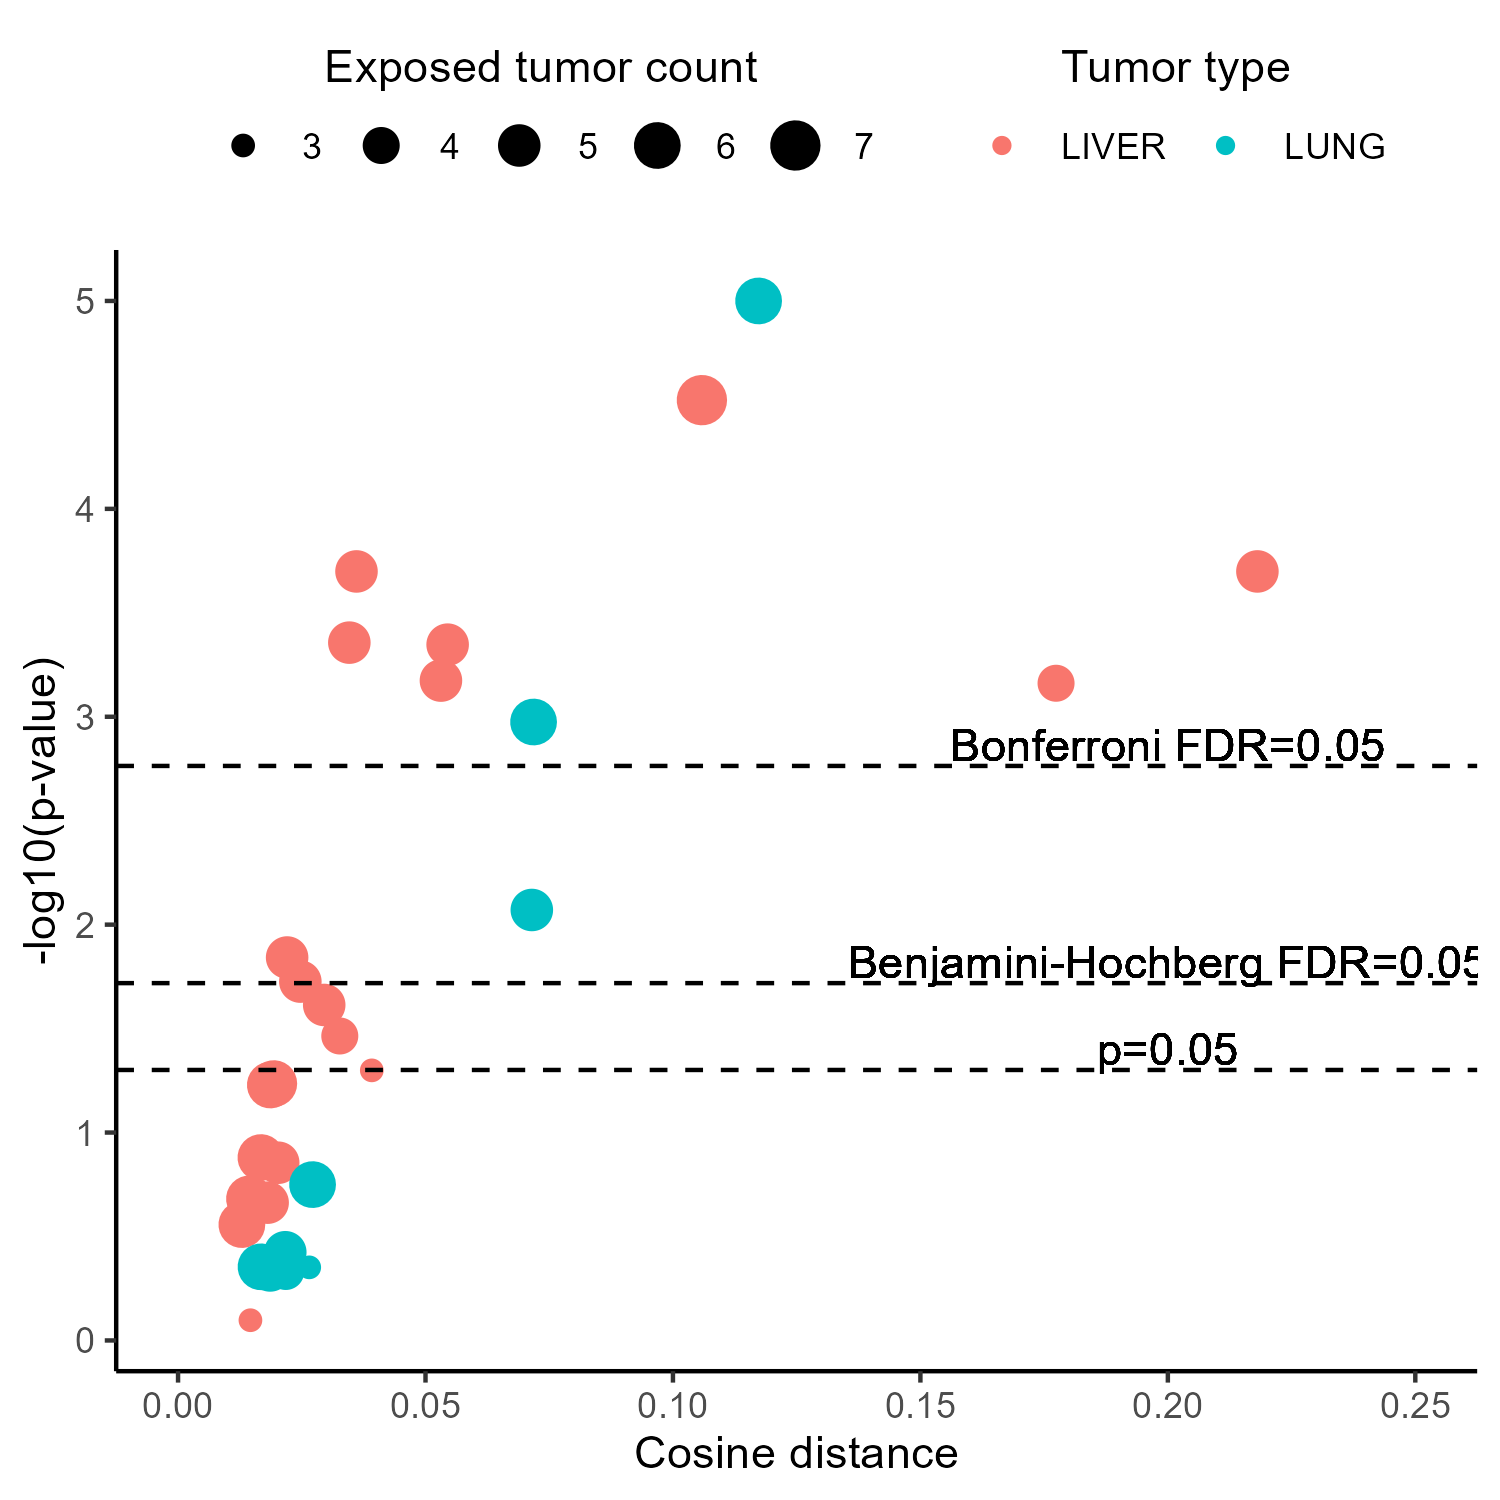 Exposed tumor count
Tumor type
3 4 5 6 7
LIVER LUNG
5
4
3
2
1
0
-log10(p-value)
Bonferroni FDR=0.05
Benjamini-Hochberg FDR=0.05
p=0.05
0.00 0.05 0.10 0.15 0.20 0.25
Cosine distance